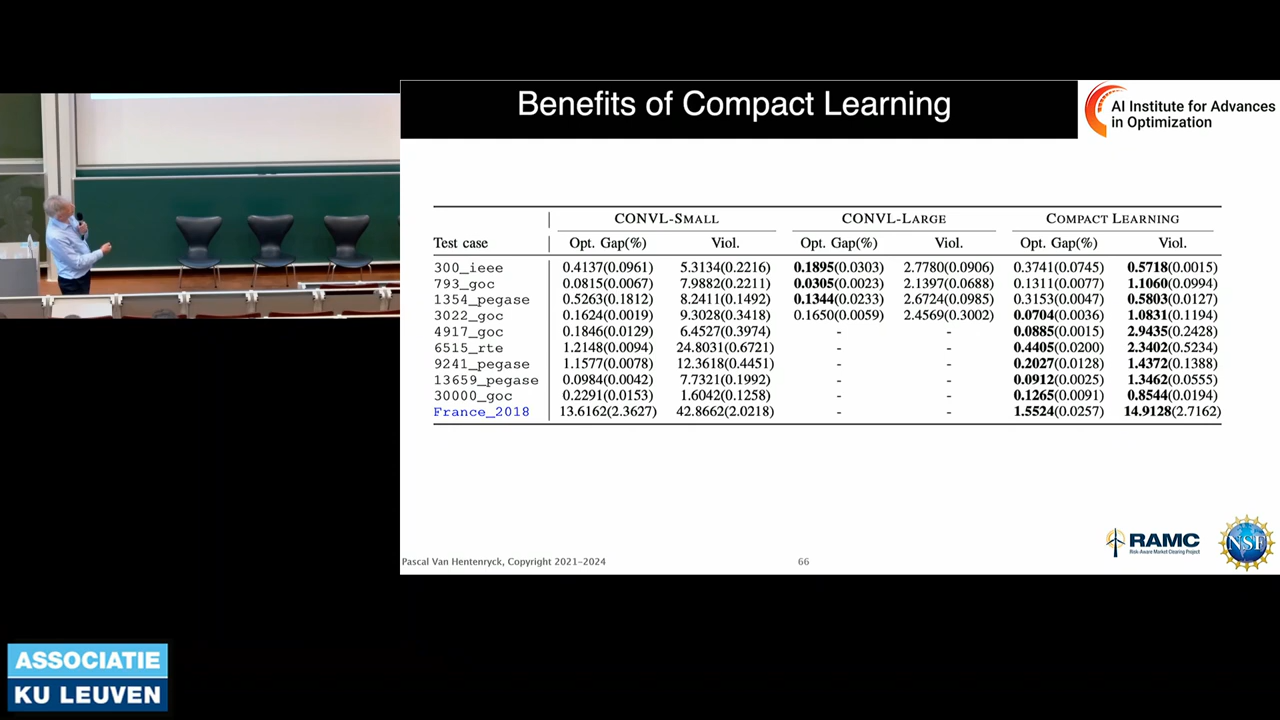 Benefits of Compact Learning
AI Institute for Advances
in Optimization
CONVL-SMALL CONVL-LARGE COMPACT LEARNING
Test case Opt. Gap(%) Viol. Opt. Gap(%) Viol. Opt. Gap(%) Viol.
300_ieee 0.4137(0.0961) 5.3134(0.2216) 0.1895(0.0303) 2.7780(0.0906) 0.3741(0.0745) 0.5718(0.0015)
793_goc 0.0815(0.0067) 7.9882(0.2211) 0.0305(0.0023) 2.1397(0.0688) 0.1311(0.0077) 1.1060(0.0994)
1354_pegase 0.5263(0.1812) 8.2411(0.1492) 0.1344(0.0233) 2.6724(0.0985) 0.3153(0.0047) 0.5803(0.0127)
3022_goc 0.1624(0.0019) 9.3028(0.3418) 0.1650(0.0059) 2.4569(0.3002) 0.0704(0.0036) 1.0831(0.1194)
4917_goc 0.1846(0.0129) 6.4527(0.3974) - - 0.0885(0.0015) 2.9435(0.2428)
6515_rte 1.2148(0.0094) 24.8031(0.6721) - - 0.4405(0.0200) 2.3402(0.5234)
9241_pegase 1.1577(0.0078) 12.3618(0.4451) - - 0.2027(0.0128) 1.4372(0.1388)
13659_pegase 0.0984(0.0042) 7.7321(0.1992) - - 0.0912(0.0025) 1.3462(0.0555)
30000_goc 0.2291(0.0153) 1.6042(0.1258) - - 0.1265(0.0091) 0.8544(0.0194)
France_2018 13.6162(2.3627) 42.8662(2.0218) - - 1.5524(0.0257) 14.9128(2.7162)
RAMC
Risk-Aware Market Clearing Project
NSF
Pascal Van Hentenryck, Copyright 2021-2024 66
ASSOCIATIE
KU LEUVEN